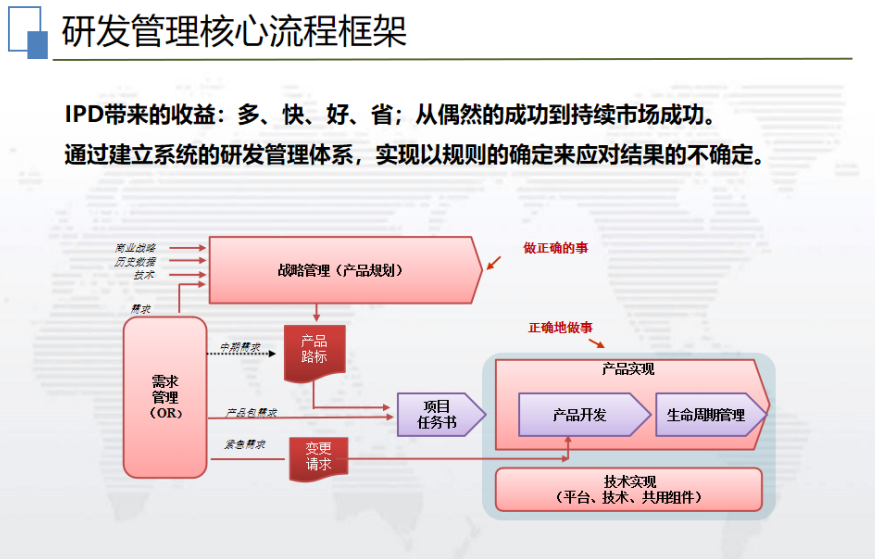 研发管理核心流程框架
IPD带来的收益：多、快、好、省；从偶然的成功到持续市场成功。
通过建立系统的研发管理体系，实现以规则的确定来应对结果的不确定。
商业战略
历史数据
技术
需求
战略管理（产品规划）
做正确的事
正确地做事
中期需求
产品
路标
需求
管理
（OR）
产品包需求
紧急需求
变更
请求
项目
任务书
产品实现
产品开发
生命周期管理
技术实现
（平台、技术、共用组件）